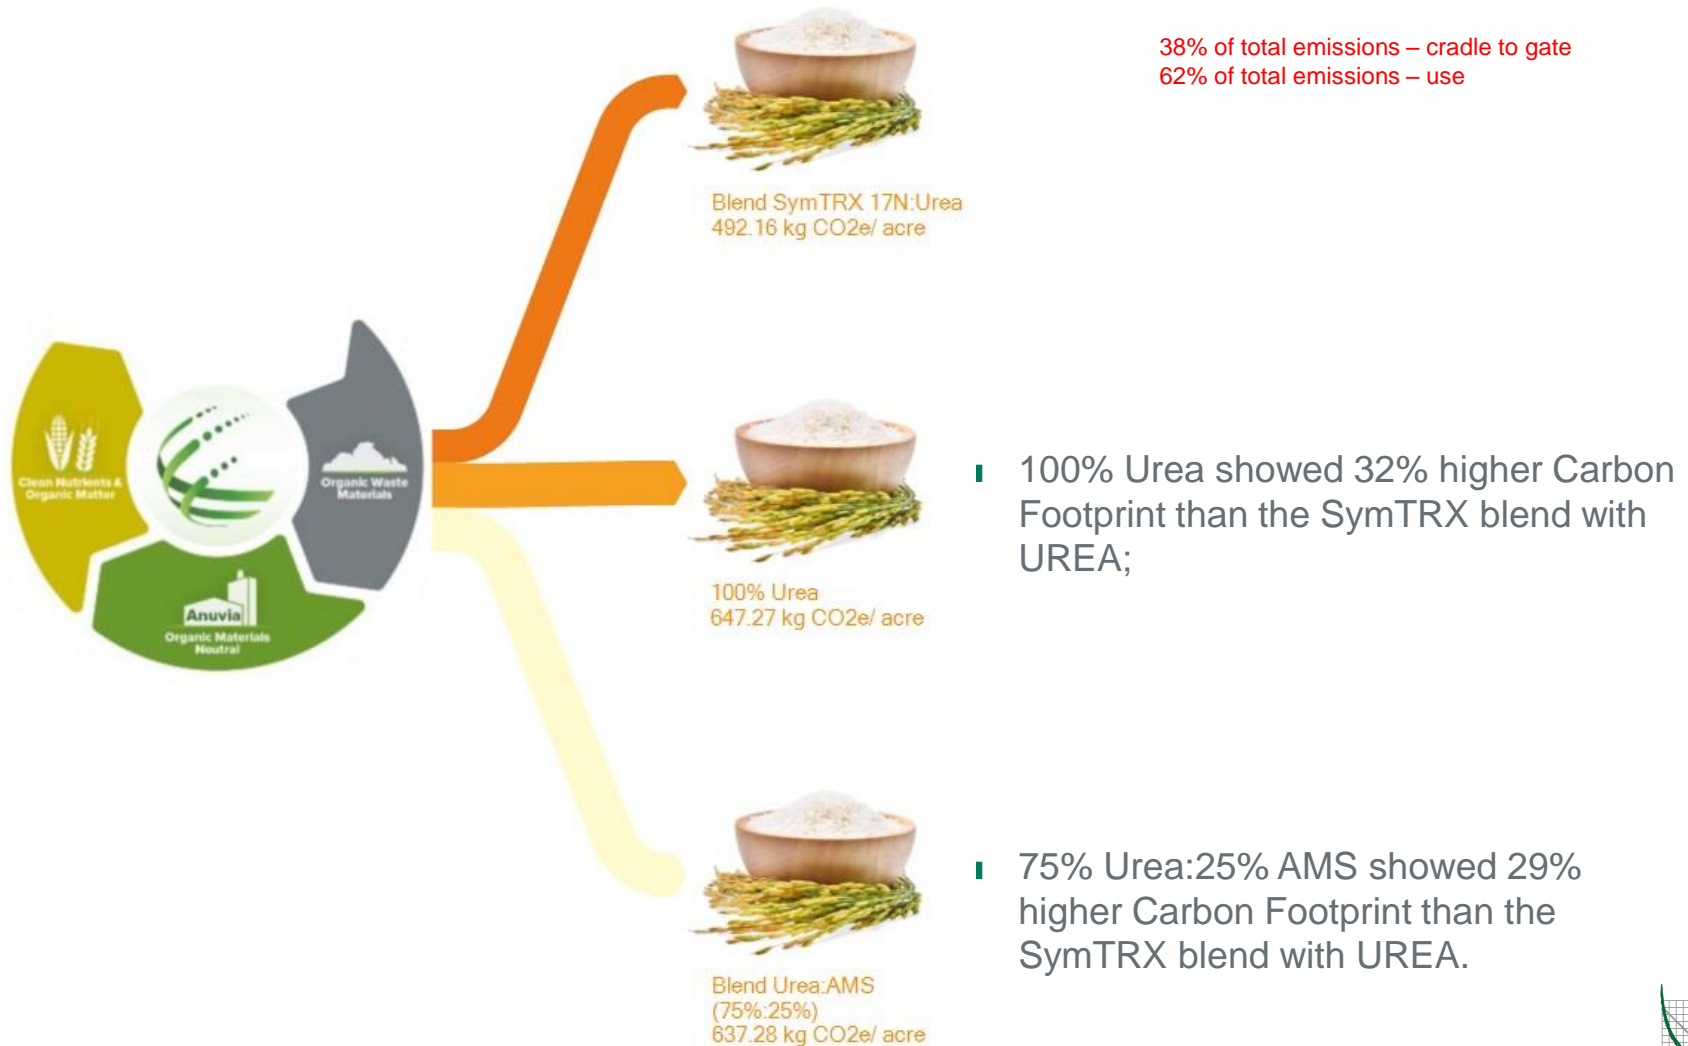 38% of total emissions – cradle to gate
62% of total emissions – use
Blend SymTRX 17N:Urea
492.16 kg CO2e/ acre
Clean Nutrients &
Organic Matter
Organic Waste
Materials
Anuvia
Organic Materials
Neutral
100% Urea showed 32% higher Carbon
Footprint than the SymTRX blend with
UREA;
100% Urea
647.27 kg CO2e/ acre
75% Urea:25% AMS showed 29%
higher Carbon Footprint than the
SymTRX blend with UREA.
Blend Urea:AMS
(75%:25%)
637.28 kg CO2e/ acre